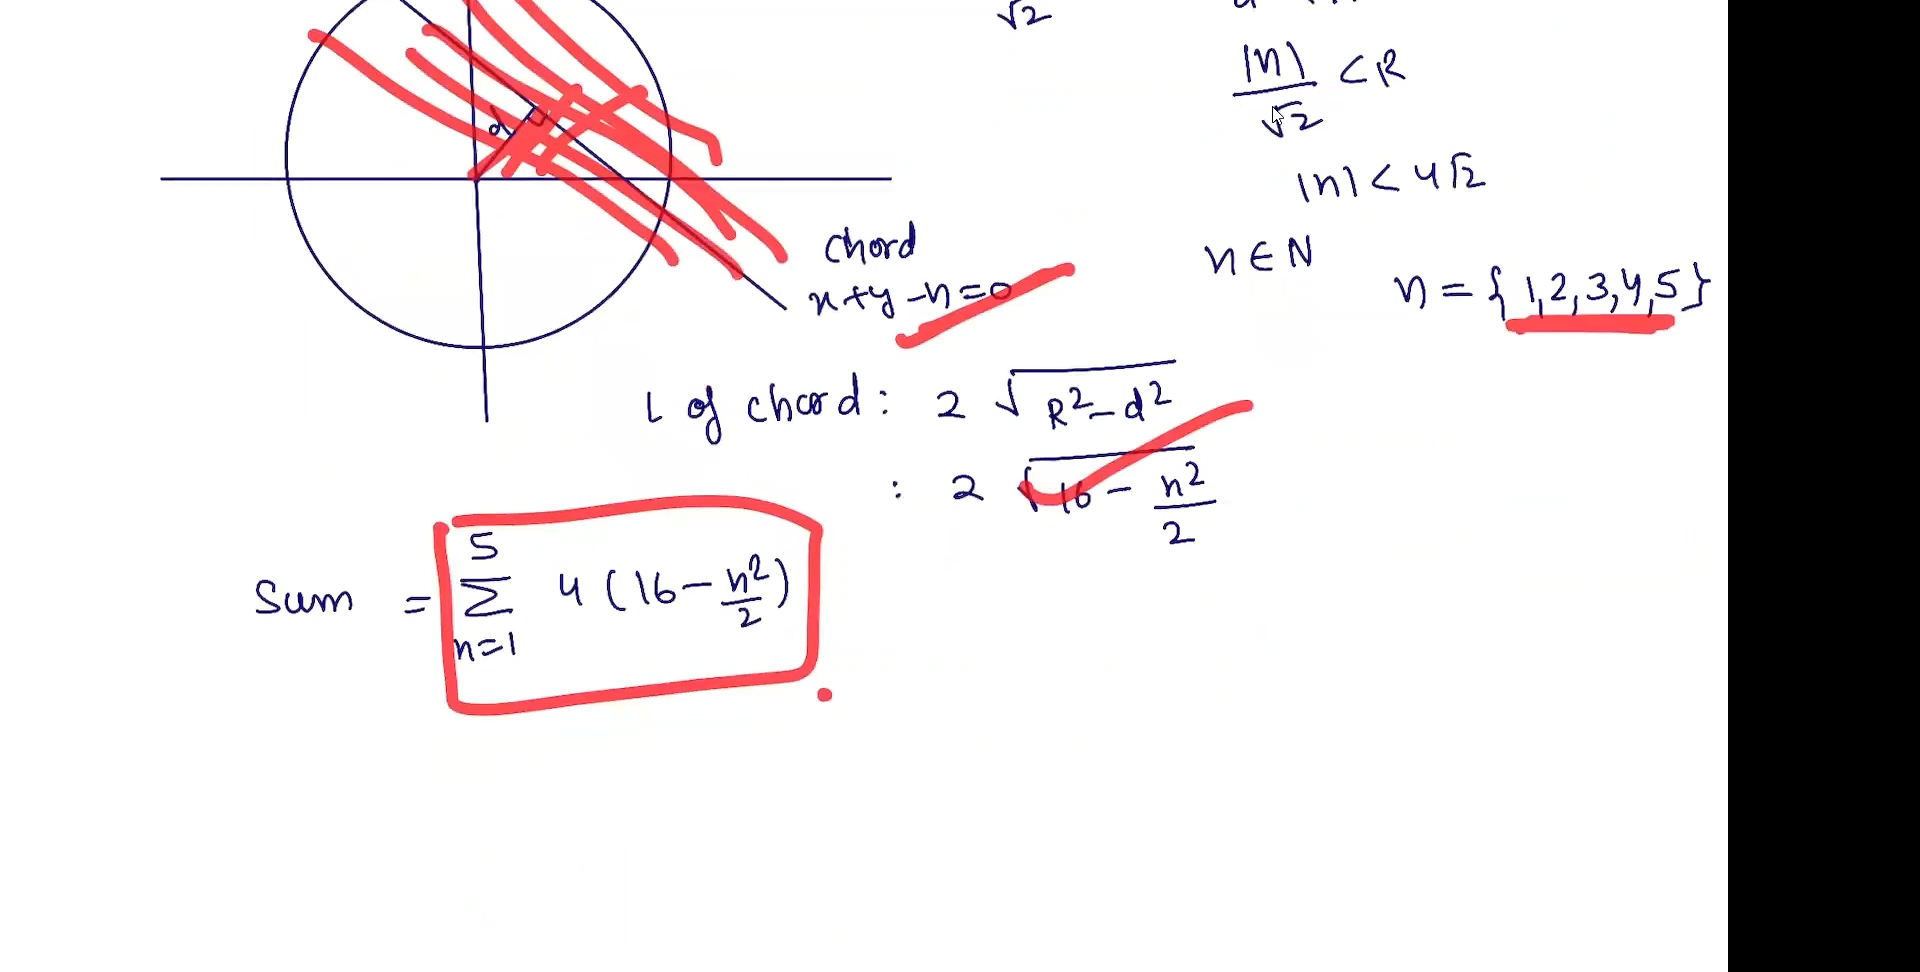 √2
|n|/√2 < R
|n| < 4√2
n ∈ N
n = {1,2,3,4,5}
d
chord
x+y-n=0
L of chord: 2 √(R²-d²)
: 2 √(16 - n²/2)
Sum = 5 Σ n=1 4(16 - n²/2)